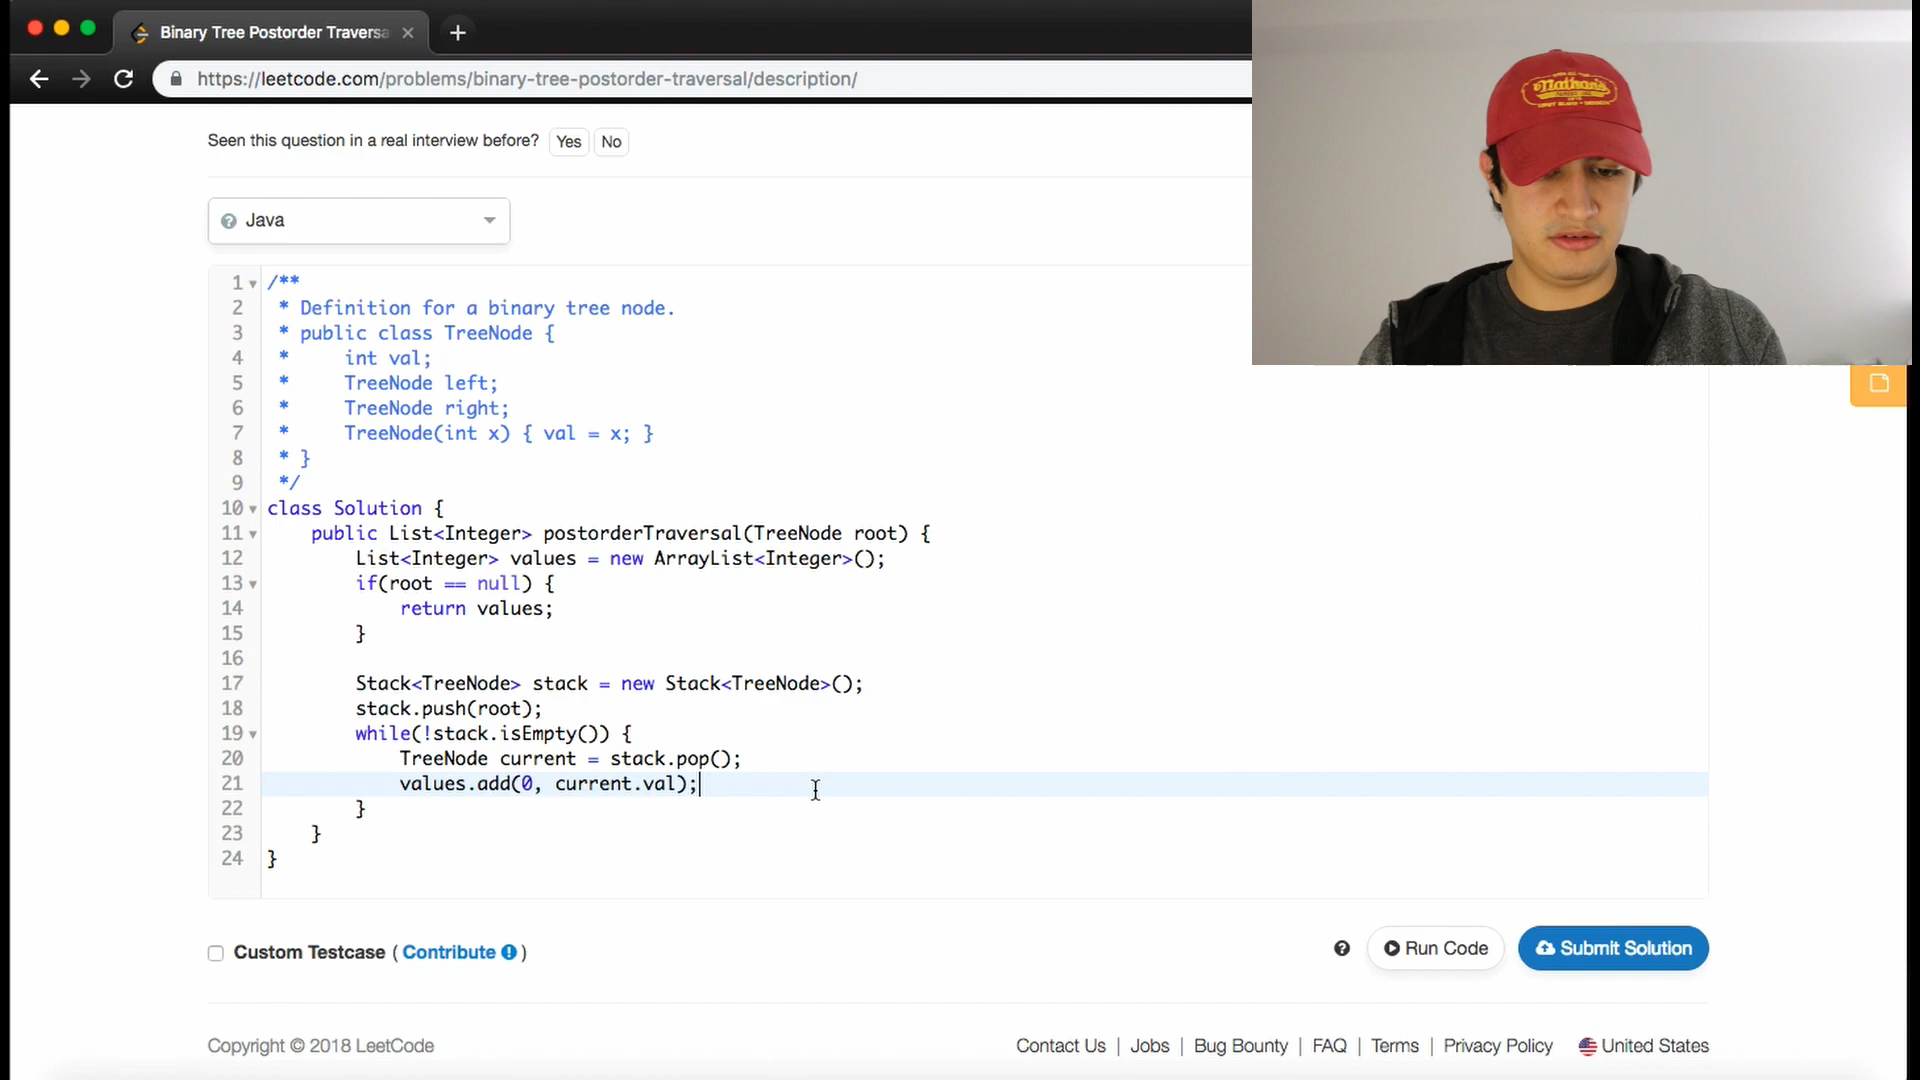 Binary Tree Postorder Traversa
https://leetcode.com/problems/binary-tree-postorder-traversal/description/
Nathan's
Seen this question in a real interview before? Yes No
Java
1 /**
2 * Definition for a binary tree node.
3 * public class TreeNode {
4 *     int val;
5 *     TreeNode left;
6 *     TreeNode right;
7 *     TreeNode(int x) { val = x; }
8 * }
9 */
10 class Solution {
11     public List<Integer> postorderTraversal(TreeNode root) {
12         List<Integer> values = new ArrayList<Integer>();
13         if(root == null) {
14             return values;
15         }
16
17         Stack<TreeNode> stack = new Stack<TreeNode>();
18         stack.push(root);
19         while(!stack.isEmpty()) {
20             TreeNode current = stack.pop();
21             values.add(0, current.val);
22         }
23     }
24 }
Custom Testcase ( Contribute )
Run Code Submit Solution
Copyright © 2018 LeetCode
Contact Us | Jobs | Bug Bounty | FAQ | Terms | Privacy Policy United States